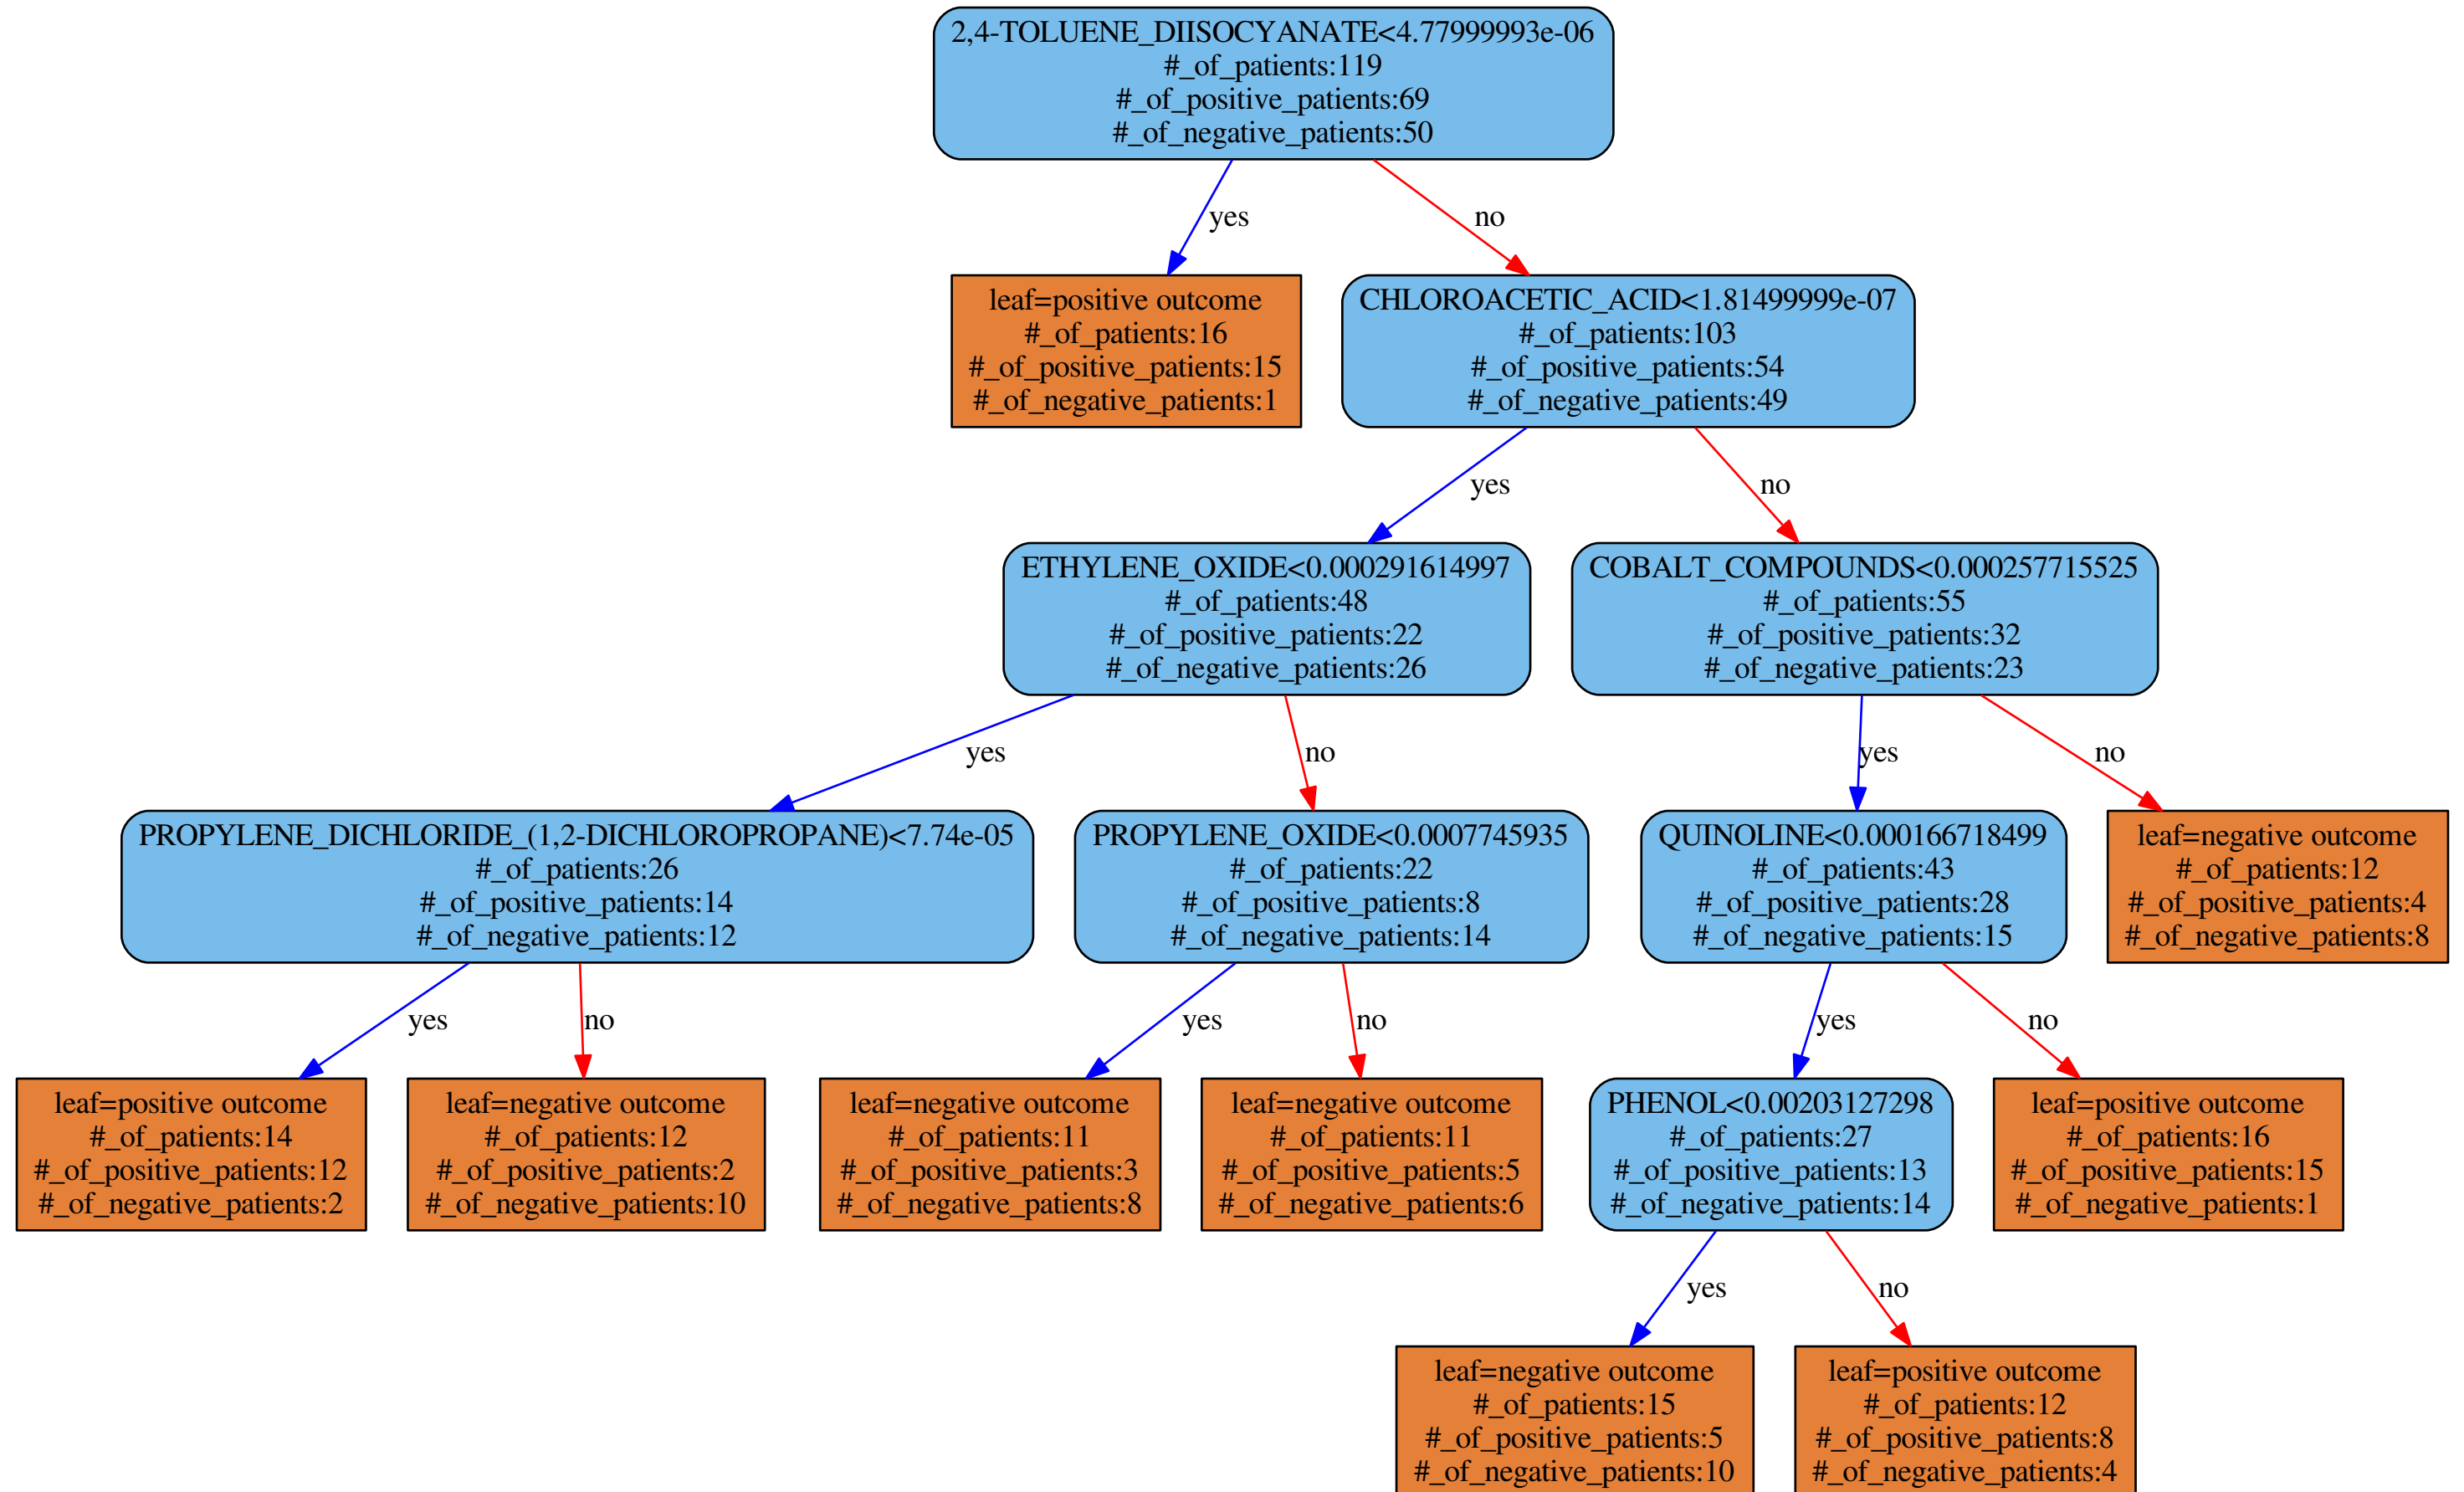 2,4-TOLUENE_DIISOCYANATE<4.77999993e-06
#_of_patients:119
#_of_positive_patients:69
#_of_negative_patients:50
yes
no
leaf=positive outcome
#_of_patients:16
#_of_positive_patients:15
#_of_negative_patients:1
CHLOROACETIC_ACID<1.81499999e-07
#_of_patients:103
#_of_positive_patients:54
#_of_negative_patients:49
yes
no
ETHYLENE_OXIDE<0.000291614997
#_of_patients:48
#_of_positive_patients:22
#_of_negative_patients:26
COBALT_COMPOUNDS<0.000257715525
#_of_patients:55
#_of_positive_patients:32
#_of_negative_patients:23
yes
no
yes
no
PROPYLENE_DICHLORIDE_(1,2-DICHLOROPROPANE)<7.74e-05
#_of_patients:26
#_of_positive_patients:14
#_of_negative_patients:12
PROPYLENE_OXIDE<0.0007745935
#_of_patients:22
#_of_positive_patients:8
#_of_negative_patients:14
QUINOLINE<0.000166718499
#_of_patients:43
#_of_positive_patients:28
#_of_negative_patients:15
leaf=negative outcome
#_of_patients:12
#_of_positive_patients:4
#_of_negative_patients:8
yes
no
yes
no
yes
no
leaf=positive outcome
#_of_patients:14
#_of_positive_patients:12
#_of_negative_patients:2
leaf=negative outcome
#_of_patients:12
#_of_positive_patients:2
#_of_negative_patients:10
leaf=negative outcome
#_of_patients:11
#_of_positive_patients:3
#_of_negative_patients:8
leaf=negative outcome
#_of_patients:11
#_of_positive_patients:5
#_of_negative_patients:6
PHENOL<0.00203127298
#_of_patients:27
#_of_positive_patients:13
#_of_negative_patients:14
leaf=positive outcome
#_of_patients:16
#_of_positive_patients:15
#_of_negative_patients:1
yes
no
leaf=negative outcome
#_of_patients:15
#_of_positive_patients:5
#_of_negative_patients:10
leaf=positive outcome
#_of_patients:12
#_of_positive_patients:8
#_of_negative_patients:4